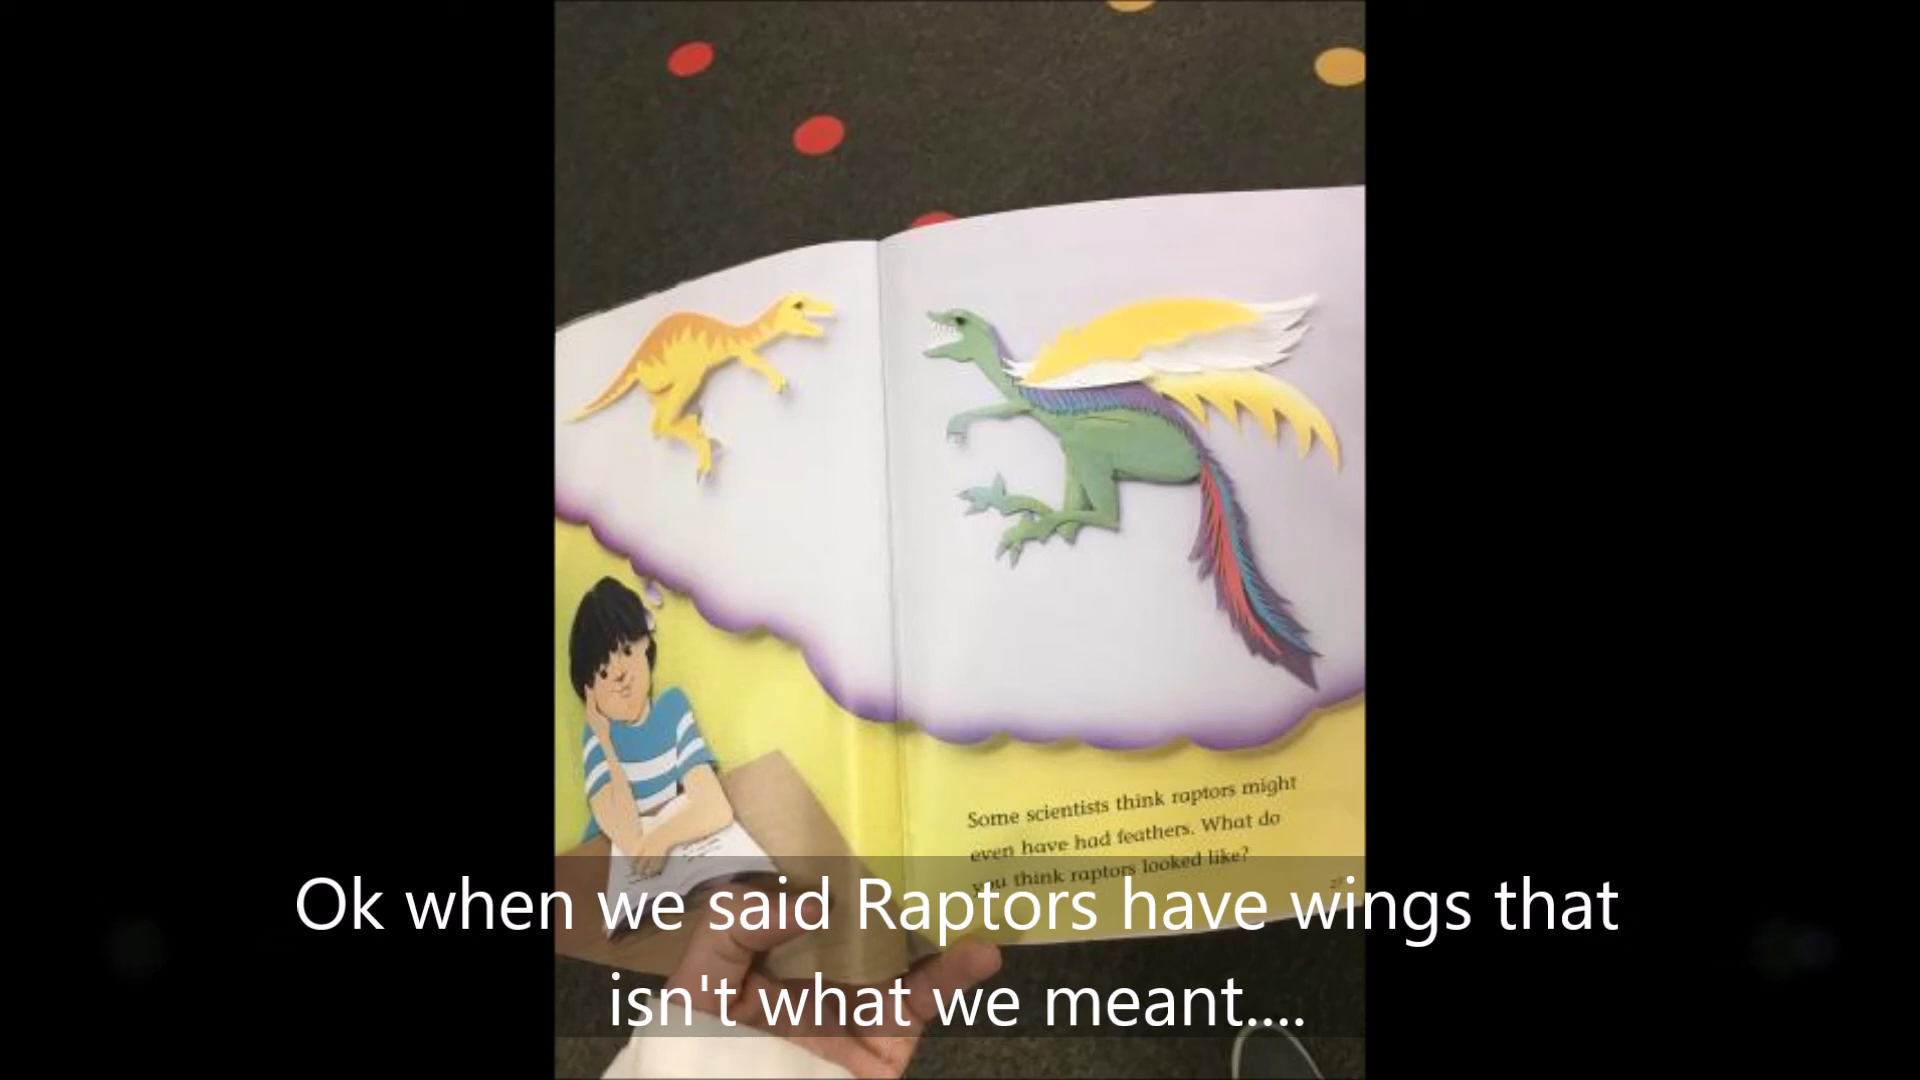 Some scientists think raptors might
even have had feathers. What do
you think raptors looked like?
Ok when we said Raptors have wings that
isn't what we meant....